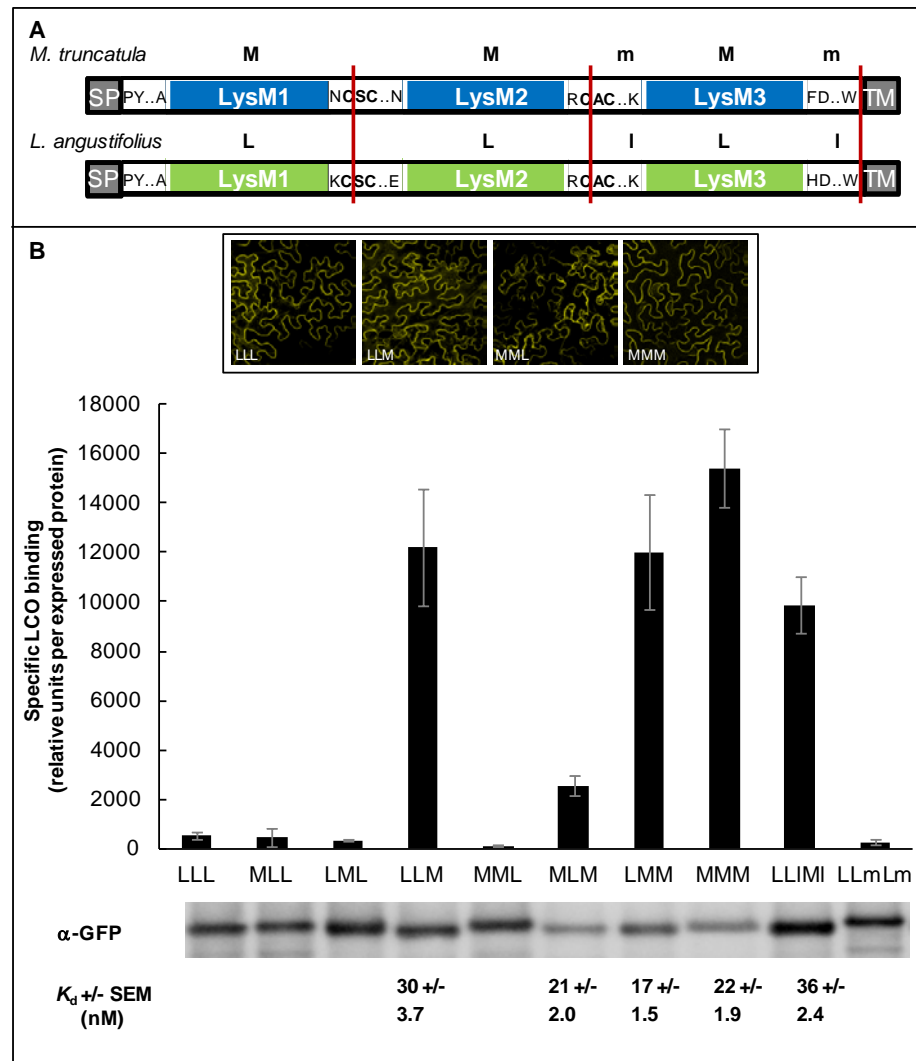 A
M. truncatula M M m M m
SP PY..A LysM1 NCSC..N LysM2 RCAC..K LysM3 FD..W TM
L. angustifolius L L l L l
SP PY..A LysM1 KCSC..E LysM2 RCAC..K LysM3 HD..W TM
B
LLL LLM MML MMM
Specific LCO binding
(relative units per expressed protein)
18000
16000
14000
12000
10000
8000
6000
4000
2000
0
LLL MLL LML LLM MML MLM LMM MMM LLlMl LLmLm
α-GFP
Kd +/- SEM
(nM)
30 +/- 21 +/- 17 +/- 22 +/- 36 +/-
3.7 2.0 1.5 1.9 2.4